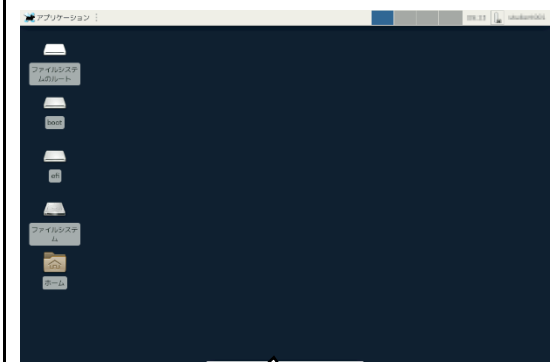 アプリケーション
ファイルシステ
ムのルート
boot
efi
ファイルシステ
ム
ホーム